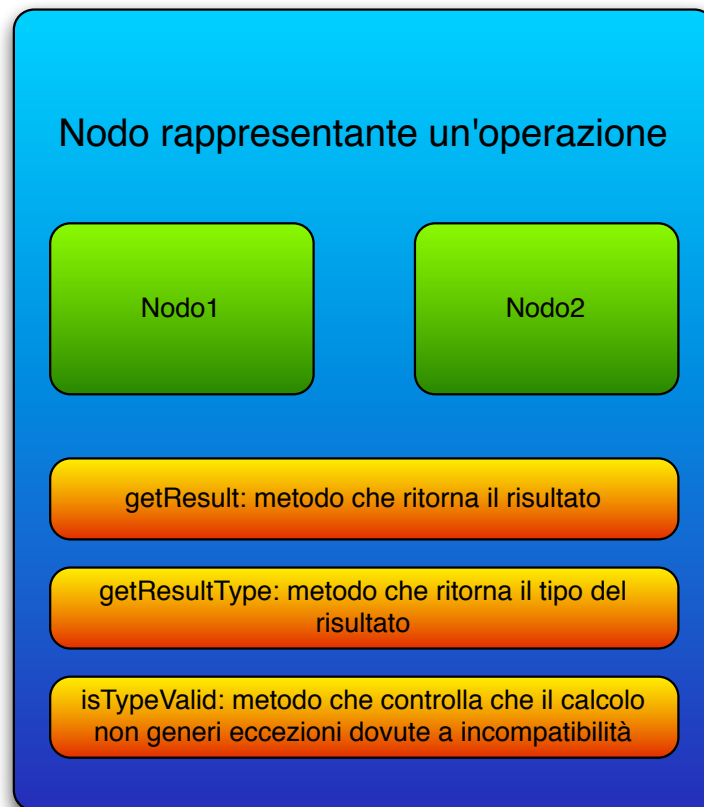 Nodo rappresentante un'operazione
Nodo1
Nodo2
getResult: metodo che ritorna il risultato
getResultType: metodo che ritorna il tipo del
risultato
isTypeValid: metodo che controlla che il calcolo
non generi eccezioni dovute a incompatibilità